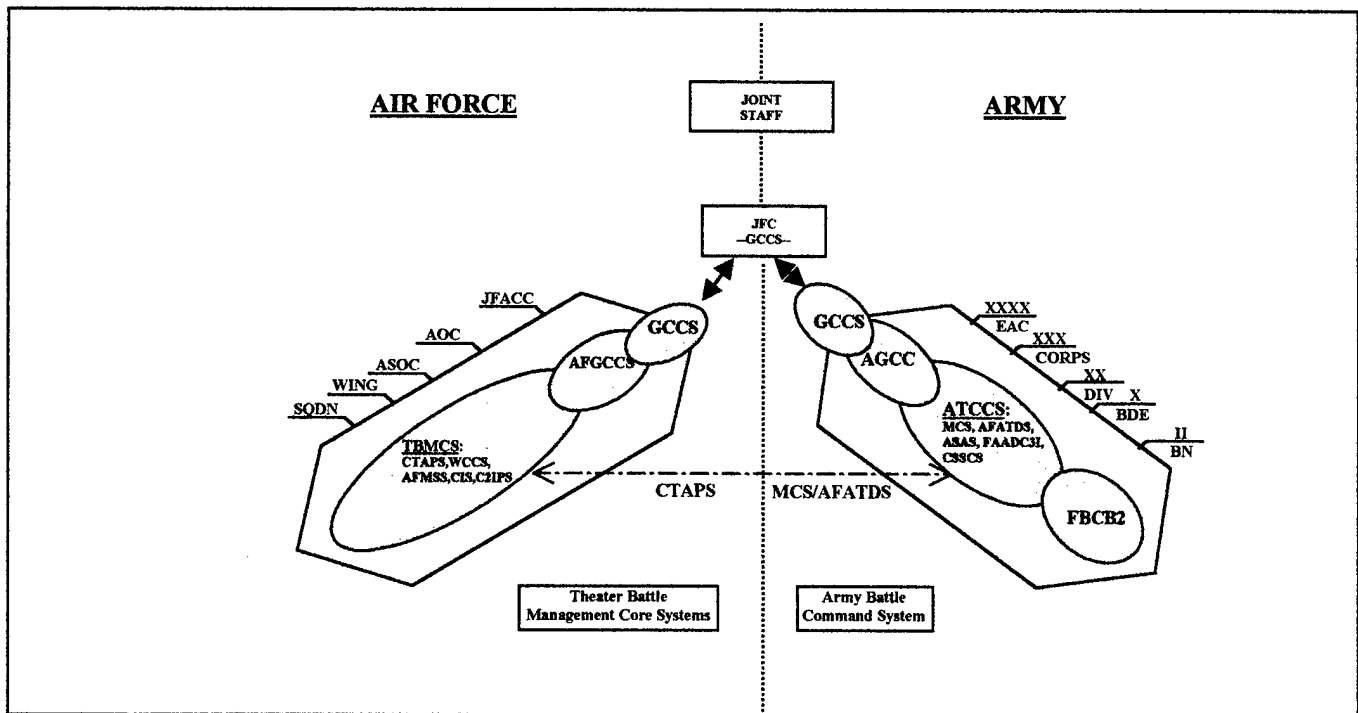 AIR FORCE
JOINT
STAFF
ARMY
JFC
--GCCS--
JFACC
AOC
ASOC
WING
SQDN
GCCS
AFGCCS
TBMCS:
CTAPS,WCCS,
AFMSS,CIS,C2IPS
GCCS
AGCC
ATCCS:
MCS, AFATDS,
ASAS, FAADC3I,
CSSCS
FBCB2
XXXX
EAC
XXX
CORPS
XX
DIV
X
BDE
II
BN
CTAPS
MCS/AFATDS
Theater Battle
Management Core Systems
Army Battle
Command System